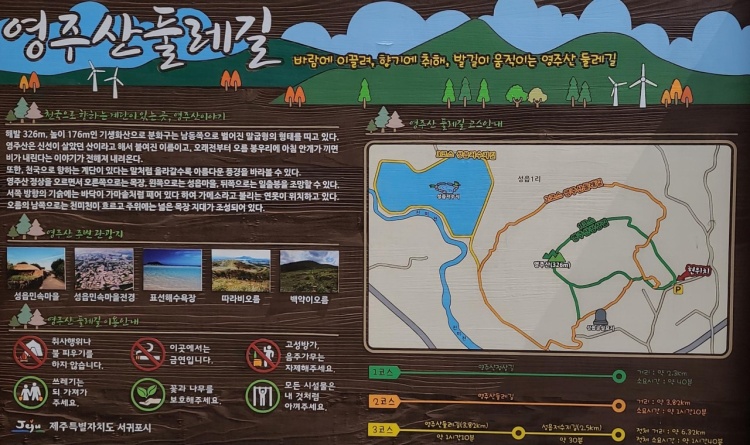 영주산둘레길
바람에 이끌려, 향기에 취해, 발길이 움직이는 영주산 둘레길
천국으로 향하는 계단이 있는 곳, 영주산이야기
해발 326m, 높이 176m인 기생화산으로 분화구는 남동쪽으로 벌어진 말굽형의 형태를 띠고 있다.
영주산은 신선이 살았던 산이라고 해서 붙여진 이름이고, 오래전부터 오름 봉우리에 아침 안개가 끼면
비가 내린다는 이야기가 전해져 내려온다.
또한, 천국으로 향하는 계단이 있다는 말처럼 올라갈수록 아름다운 풍경을 바라볼 수 있다.
영주산 정상을 오르면서 오른쪽으로는 목장, 왼쪽으로는 성읍마을, 뒤쪽으로는 일출봉을 조망할 수 있다.
서쪽 방향의 기슭에는 바닥이 가마솥처럼 패어 있다 하여 가메소라고 불리는 연못이 위치하고 있다.
오름의 남쪽으로는 천미천이 흐르고 주위에는 넓은 목장 지대가 조성되어 있다.
영주산 주변 관광지
성읍민속마을
성읍민속마을전경
표선해수욕장
따라비오름
백약이오름
영주산 둘레길 이용안내
취사행위나
불 피우기를
하지 않습니다.
이곳에서는
금연입니다.
고성방가,
음주가무는
자제해주세요.
쓰레기는
되 가져가
주세요.
꽃과 나무를
보호해주세요.
모든 시설물은
내 것처럼
아껴주세요.
Jeju 제주특별자치도 서귀포시
영주산 둘레길 코스안내
성읍1리
영주산(326m)
현위치
P
1코스
영주산정상길
거리 : 약
소요시간 : 약 40분
2코스
영주산둘레길
거리 : 약 3.82km
소요시간 : 약 1시간10분
3코스
영주산둘레길(3.82km)
약 1시간10분
성읍저수지길(2.5km)
약 30분
전체 거리 : 약 6.32km
전체 소요시간 : 약 1시간40분